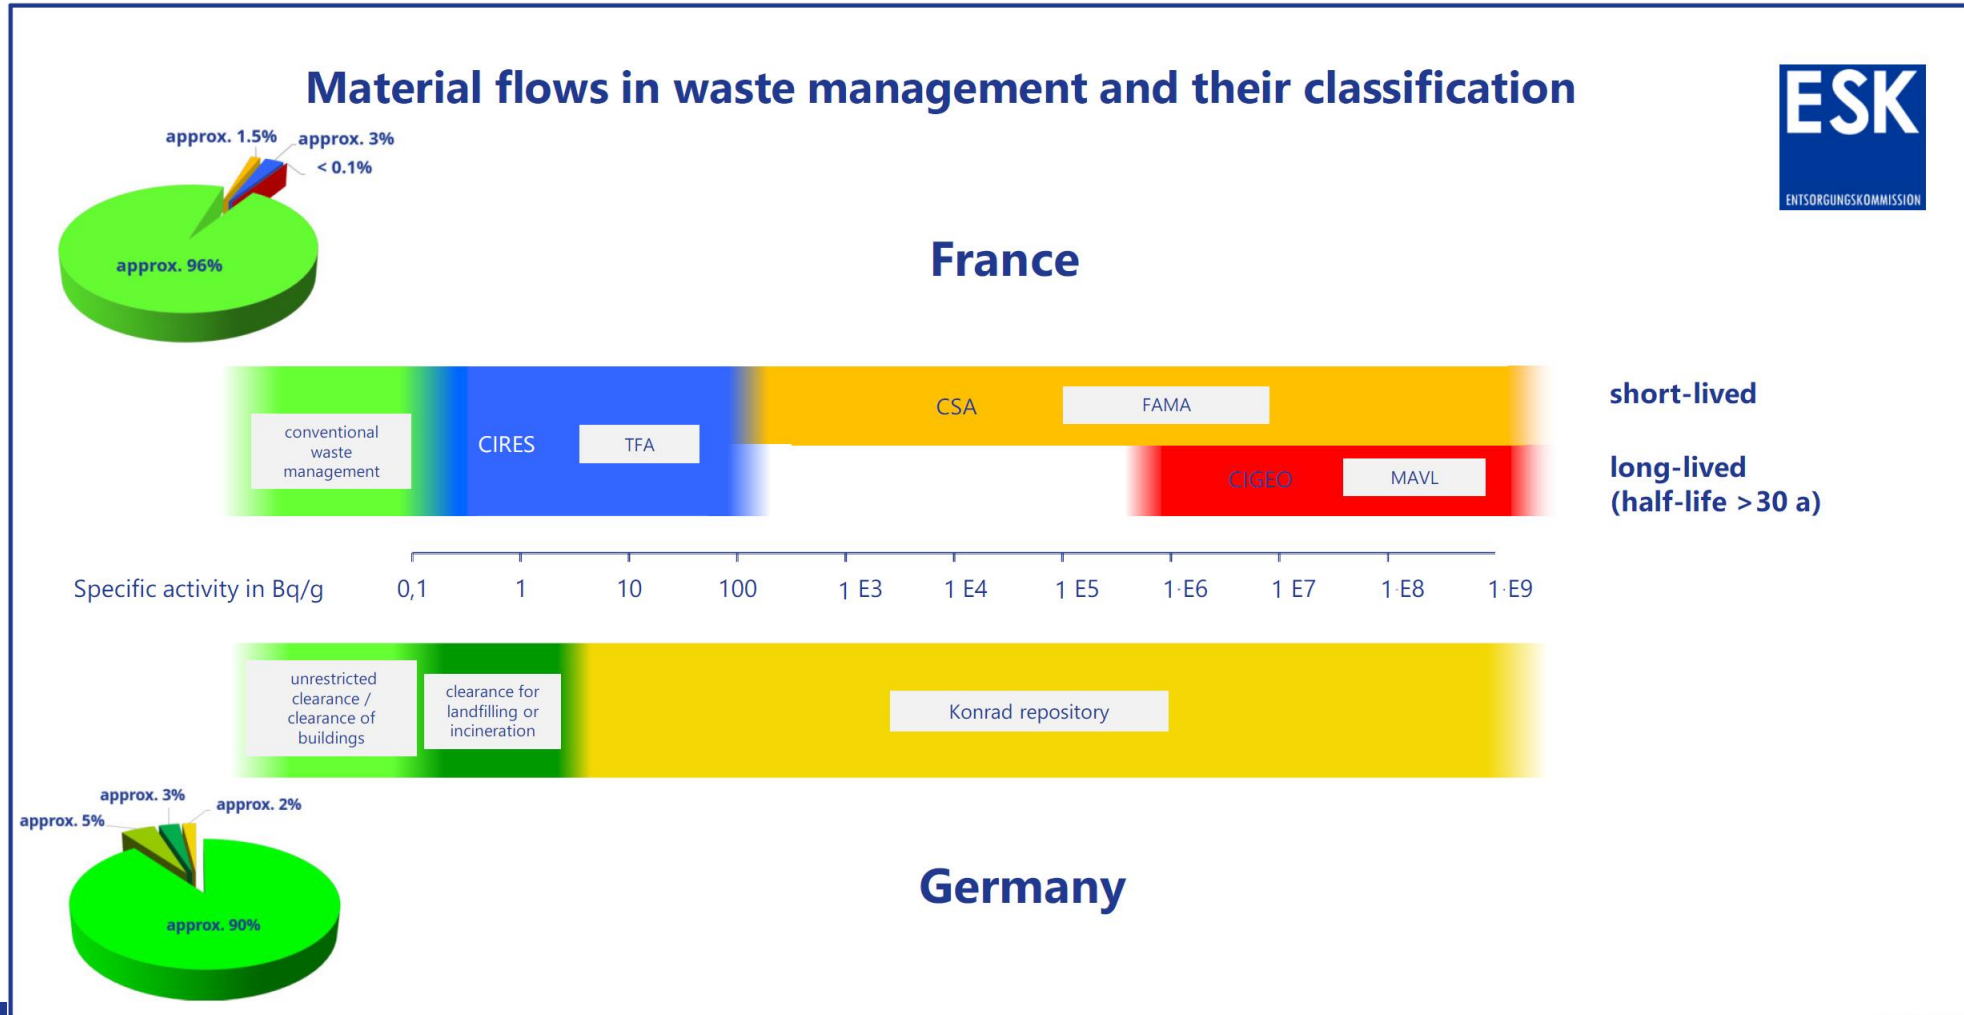 Material flows in waste management and their classification
ESK
ENTSORGUNGSKOMMISSION
approx. 1.5%
approx. 3%
< 0.1%
approx. 96%
France
conventional
waste
management
CIRES
TFA
CSA
FAMA
CIGEO
MAVL
short-lived
long-lived
(half-life >30 a)
Specific activity in Bq/g
0,1
1
10
100
1 E3
1 E4
1 E5
1·E6
1 E7
1·E8
1·E9
unrestricted
clearance /
clearance of
buildings
clearance for
landfilling or
incineration
Konrad repository
approx. 3%
approx. 2%
approx. 5%
approx. 90%
Germany